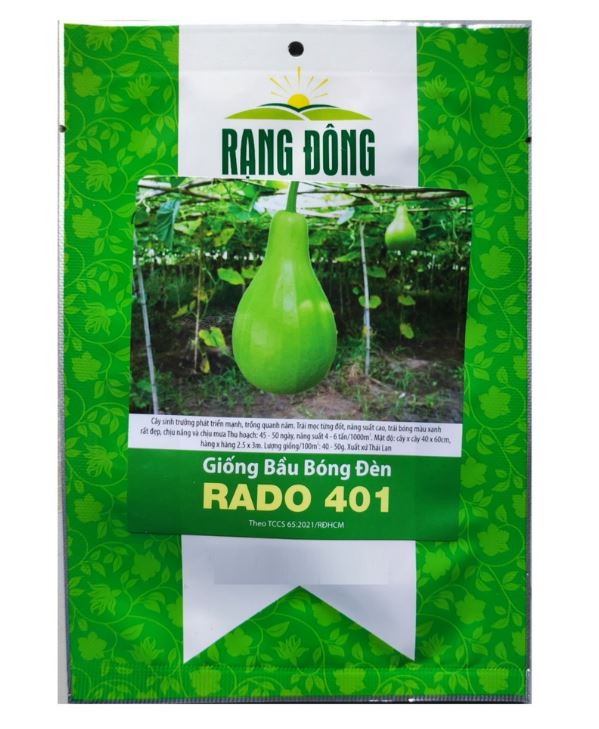 RẠNG ĐÔNG
Cây sinh trưởng phát triển mạnh, trồng quanh năm. Trái mọc từng đốt, năng suất cao, trái bóng màu xanh
rất đẹp, chịu nắng và chịu mưa Thu hoạch: 45 - 50 ngày, năng suất 4 - 6 tấn/1000m². Mật độ: cây x cây 40 x 60cm,
hàng x hàng 2.5 x 3m. Lượng giống/100m²: 40 - 50g. Xuất xứ Thái Lan
Giống Bầu Bóng Đèn
RADO 401
Theo TCCS 65:2021/RĐHCM